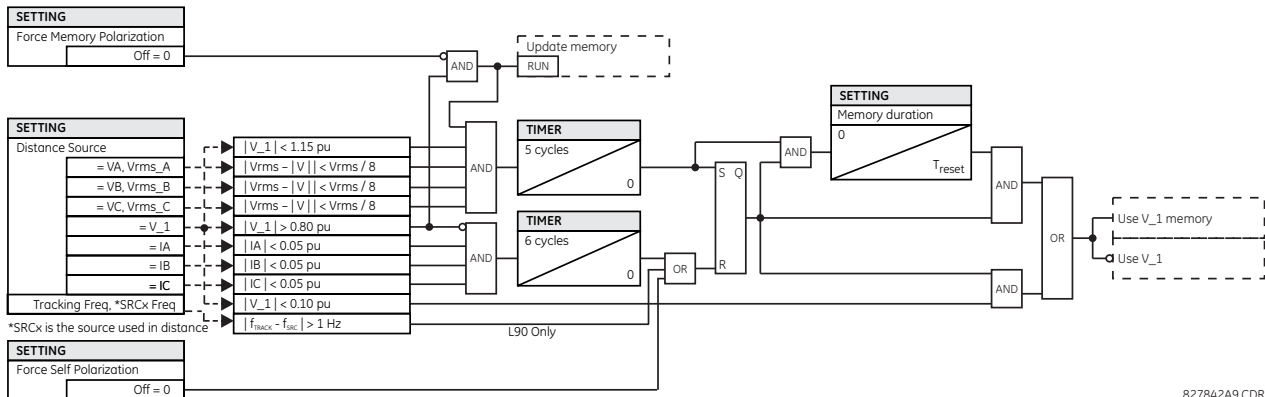 SETTING
Force Memory Polarization
Off = 0
AND
Update memory
RUN
SETTING
Distance Source
= VA, Vrms_A
= VB, Vrms_B
= VC, Vrms_C
= V_1
= IA
= IB
= IC
Tracking Freq, *SRCx Freq
*SRCx is the source used in distance
| V_1 | < 1.15 pu
| Vrms – | V | | < Vrms / 8
| Vrms – | V | | < Vrms / 8
| Vrms – | V | | < Vrms / 8
| V_1 | > 0.80 pu
| IA | < 0.05 pu
| IB | < 0.05 pu
| IC | < 0.05 pu
| V_1 | < 0.10 pu
| fTRACK - fSRC | > 1 Hz
L90 Only
AND
AND
TIMER
5 cycles
0
TIMER
6 cycles
0
OR
S Q
R
AND
SETTING
Memory duration
0
Treset
AND
AND
OR
Use V_1 memory
Use V_1
SETTING
Force Self Polarization
Off = 0
827842A9.CDR